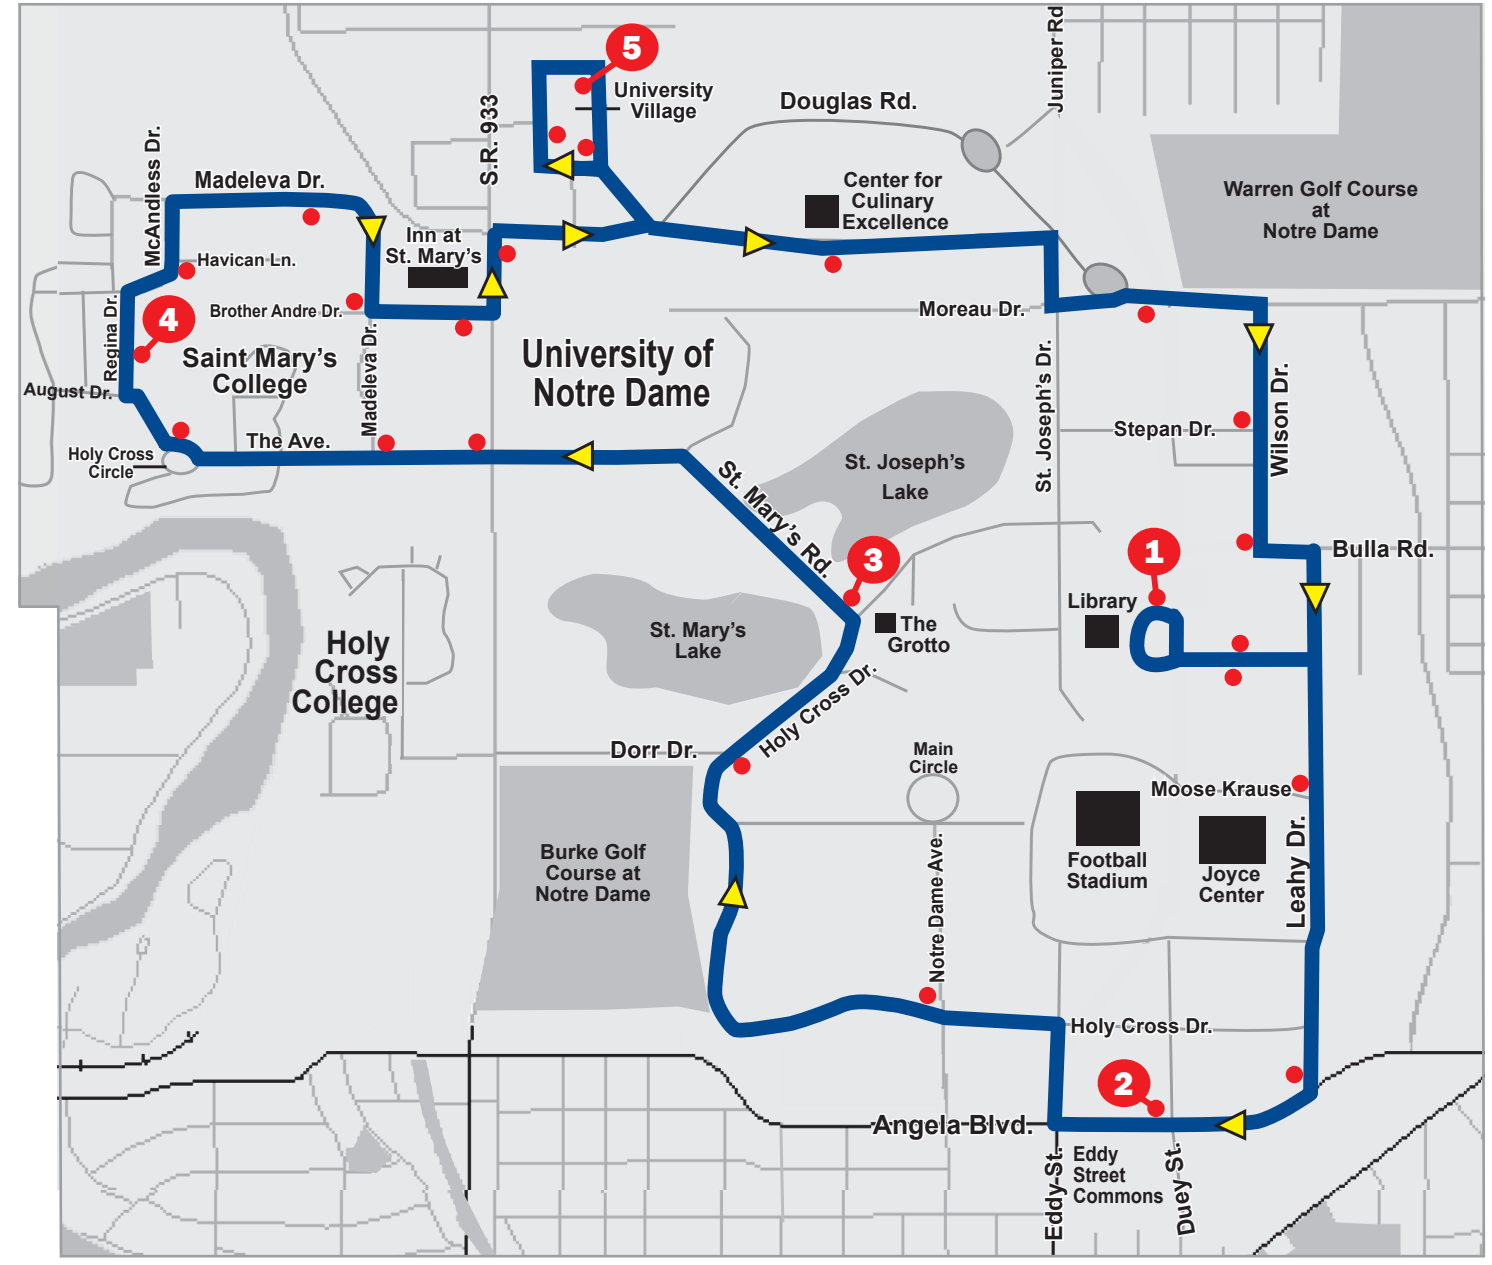 5
Juniper Rd
University
Village
S.R. 933
Douglas Rd.
McAndless Dr.
Madeleva Dr.
Center for
Culinary
Excellence
Warren Golf Course
at
Notre Dame
Inn at
St. Mary's
Havican Ln.
Regina Dr.
4
Brother Andre Dr.
Moreau Dr.
Saint Mary's
College
Madeleva Dr.
University of
Notre Dame
August Dr.
St. Joseph's Dr.
Stepan Dr.
Wilson Dr.
The Ave.
Holy Cross
Circle
St. Joseph's
Lake
St. Mary's Rd.
3
1
Bulla Rd.
Library
The
Grotto
St. Mary's
Lake
Holy
Cross
College
Holy Cross Dr.
Dorr Dr.
Main
Circle
Moose Krause
Football
Stadium
Joyce
Center
Leahy Dr.
Burke Golf
Course at
Notre Dame
Notre Dame Ave.
Holy Cross Dr.
2
Angela Blvd.
Eddy St.
Eddy
Street
Commons
Duey St.